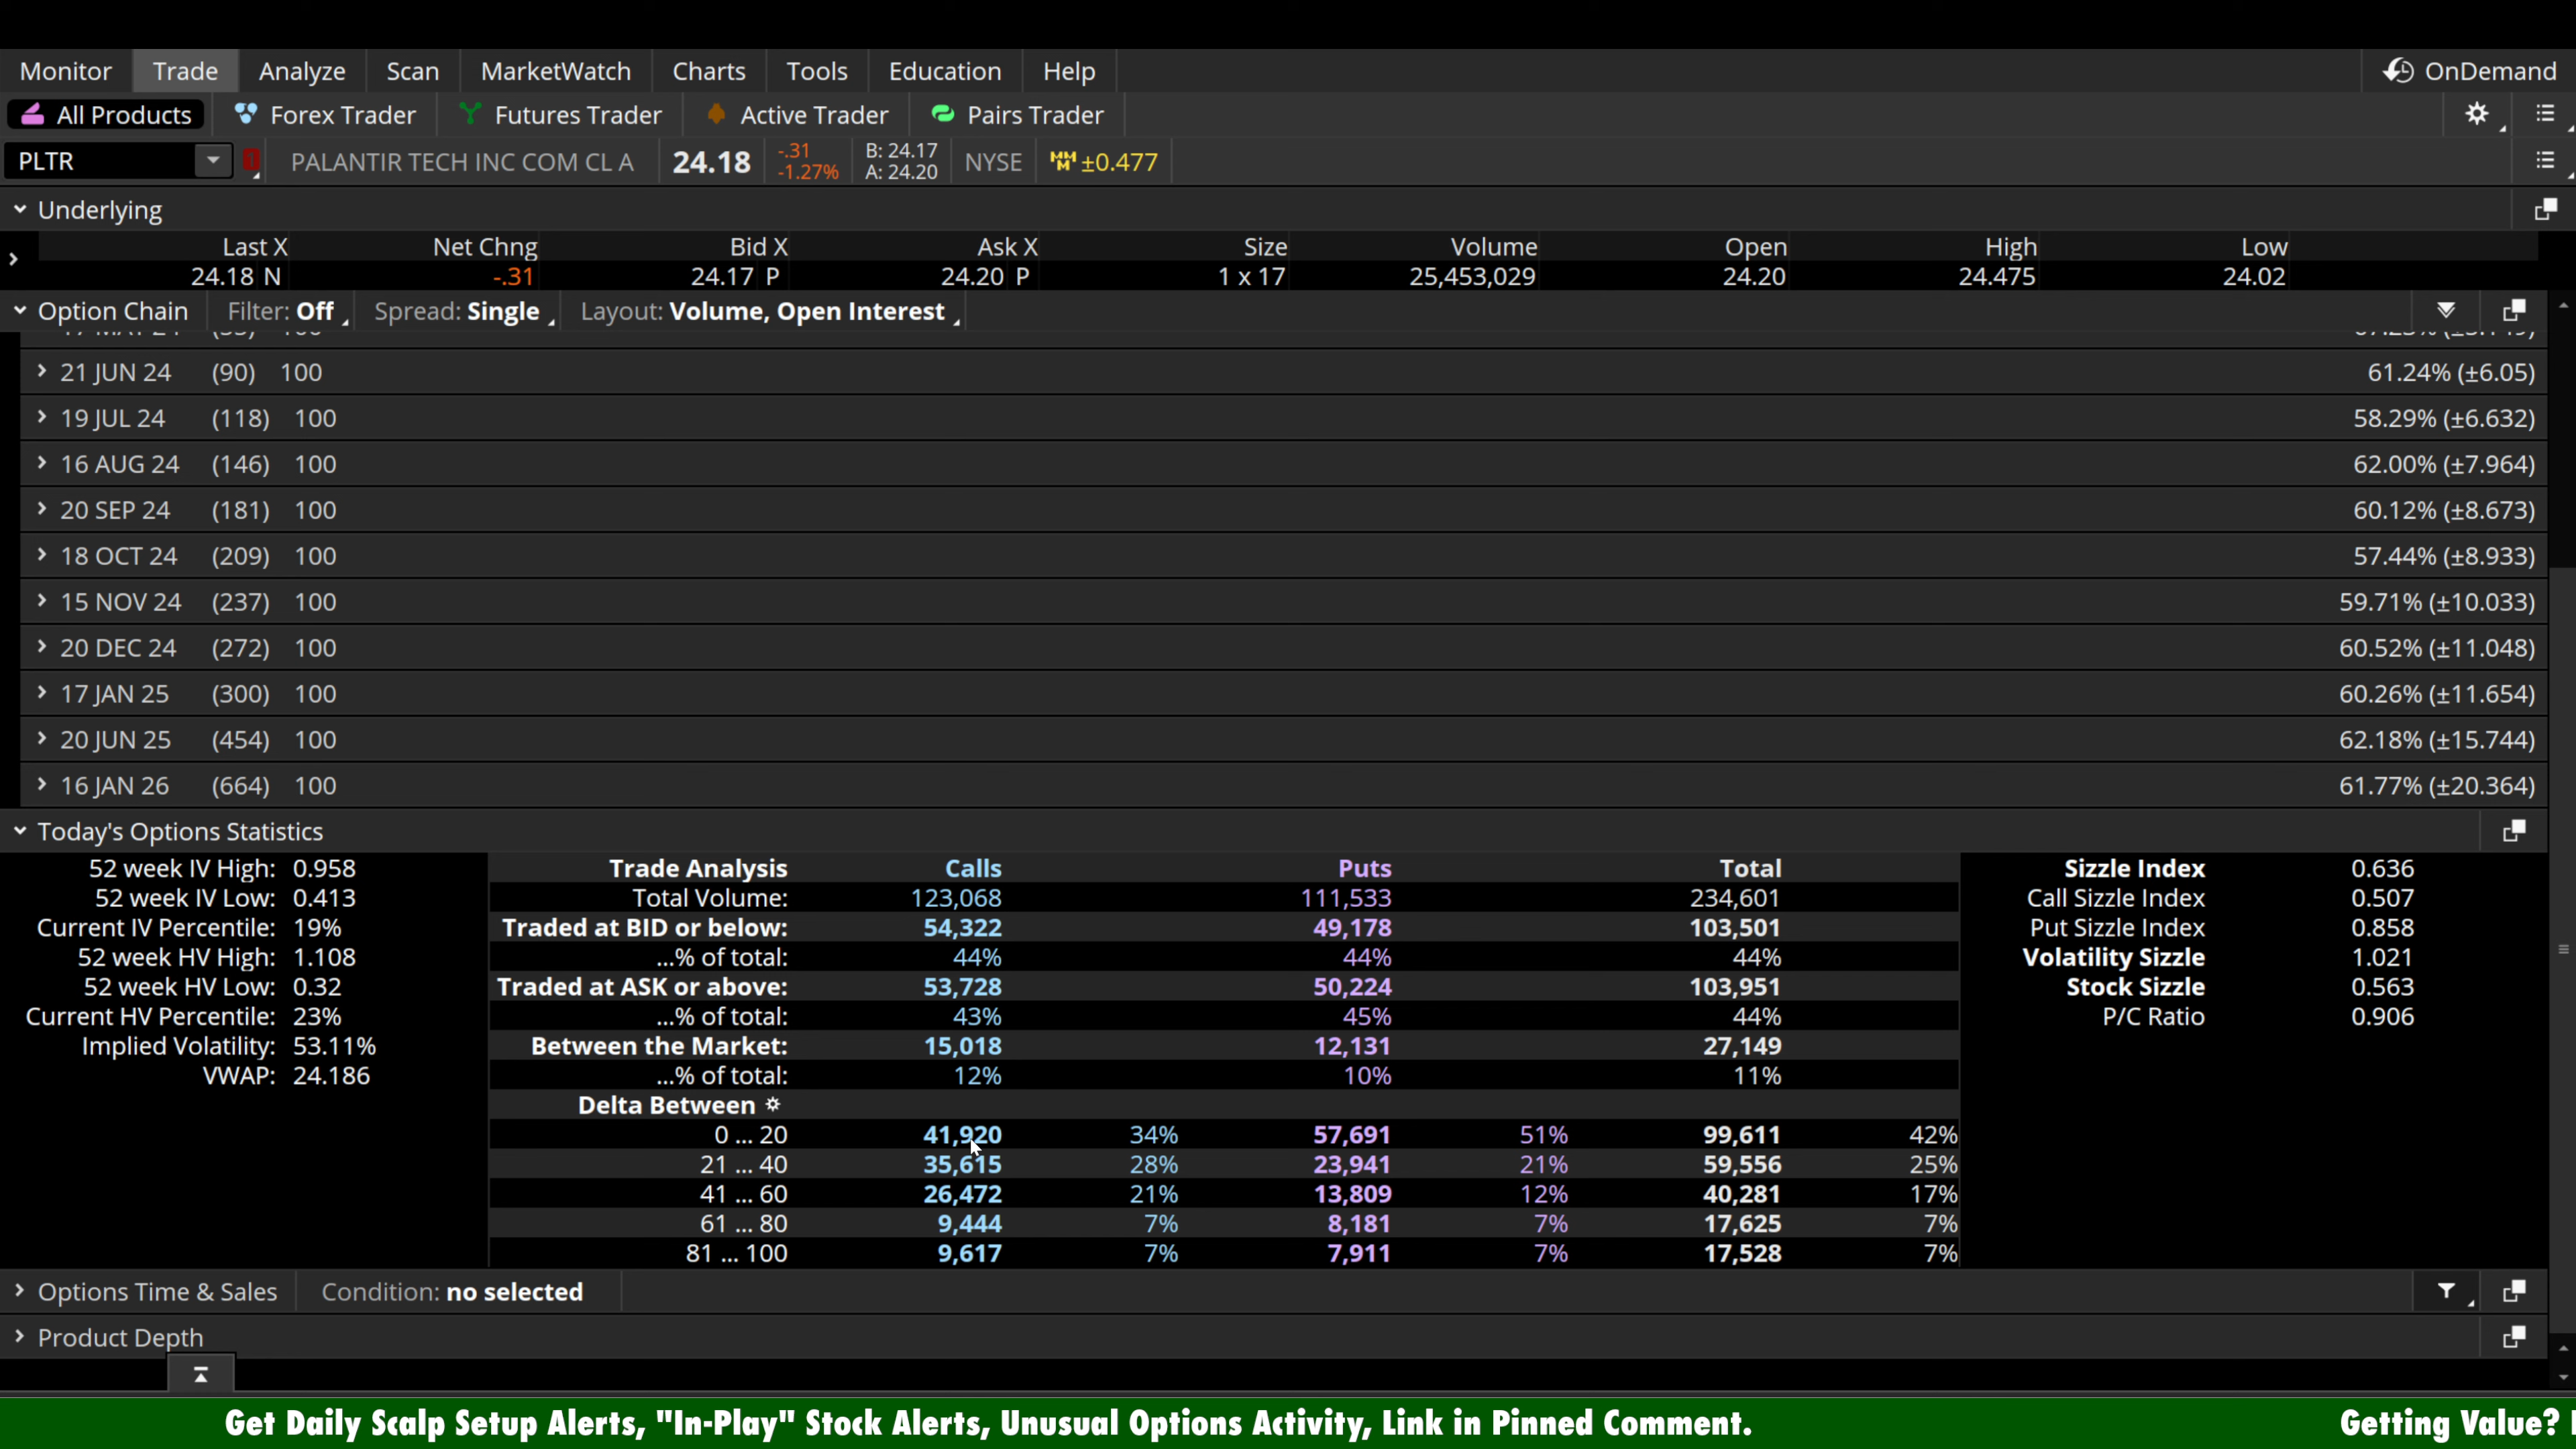 Monitor Trade Analyze Scan MarketWatch Charts Tools Education Help OnDemand
All Products Forex Trader Futures Trader Active Trader Pairs Trader
PLTR PALANTIR TECH INC COM CL A 24.18 -.31 -1.27% B: 24.17 A: 24.20 NYSE MMM ±0.477
Underlying
Last X Net Chng Bid X Ask X Size Volume Open High Low
24.18 N -.31 24.17 P 24.20 P 1 x 17 25,453,029 24.20 24.475 24.02
Option Chain Filter: Off Spread: Single Layout: Volume, Open Interest
21 JUN 24 (90) 100 61.24% (±6.05)
19 JUL 24 (118) 100 58.29% (±6.632)
16 AUG 24 (146) 100 62.00% (±7.964)
20 SEP 24 (181) 100 60.12% (±8.673)
18 OCT 24 (209) 100 57.44% (±8.933)
15 NOV 24 (237) 100 59.71% (±10.033)
20 DEC 24 (272) 100 60.52% (±11.048)
17 JAN 25 (300) 100 60.26% (±11.654)
20 JUN 25 (454) 100 62.18% (±15.744)
16 JAN 26 (664) 100 61.77% (±20.364)
Today's Options Statistics
52 week IV High: 0.958 Trade Analysis Calls Puts Total Sizzle Index 0.636
52 week IV Low: 0.413 Total Volume: 123,068 111,533 234,601 Call Sizzle Index 0.507
Current IV Percentile: 19% Traded at BID or below: 54,322 49,178 103,501 Put Sizzle Index 0.858
52 week HV High: 1.108 ...% of total: 44% 44% 44% Volatility Sizzle 1.021
52 week HV Low: 0.32 Traded at ASK or above: 53,728 50,224 103,951 Stock Sizzle 0.563
Current HV Percentile: 23% ...% of total: 43% 45% 44% P/C Ratio 0.906
Implied Volatility: 53.11% Between the Market: 15,018 12,131 27,149
VWAP: 24.186 ...% of total: 12% 10% 11%
Delta Between
0 ... 20 41,920 34% 57,691 51% 99,611 42%
21 ... 40 35,615 28% 23,941 21% 59,556 25%
41 ... 60 26,472 21% 13,809 12% 40,281 17%
61 ... 80 9,444 7% 8,181 7% 17,625 7%
81 ... 100 9,617 7% 7,911 7% 17,528 7%
Options Time & Sales Condition: no selected
Product Depth
Get Daily Scalp Setup Alerts, "In-Play" Stock Alerts, Unusual Options Activity, Link in Pinned Comment. Getting Value?